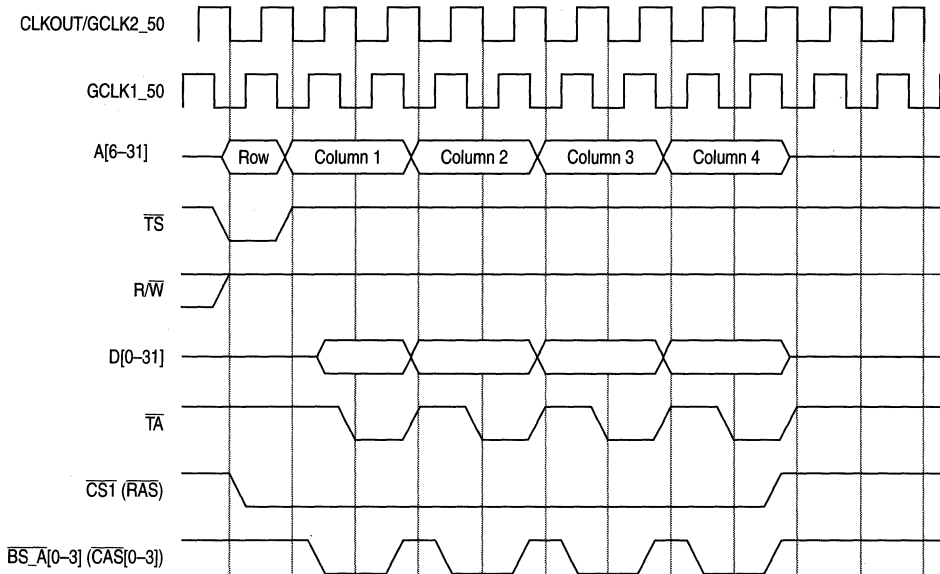 CLKOUT/GCLK2_50
GCLK1_50
A[6–31]
Row Column 1 Column 2 Column 3 Column 4
TS
R/W
D[0–31]
TA
CS1 (RAS)
BS_A[0–3] (CAS[0–3])